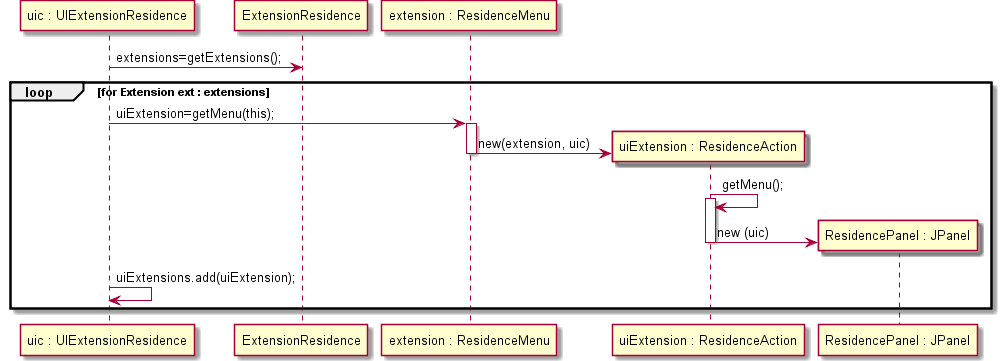 uic : UIExtensionResidence
ExtensionResidence
extension : ResidenceMenu
extensions=getExtensions();
loop
[for Extension ext : extensions]
uiExtension=getMenu(this);
new(extension, uic)
uiExtension : ResidenceAction
getMenu();
new (uic)
ResidencePanel : JPanel
uiExtensions.add(uiExtension);
uic : UIExtensionResidence
ExtensionResidence
extension : ResidenceMenu
uiExtension : ResidenceAction
ResidencePanel : JPanel